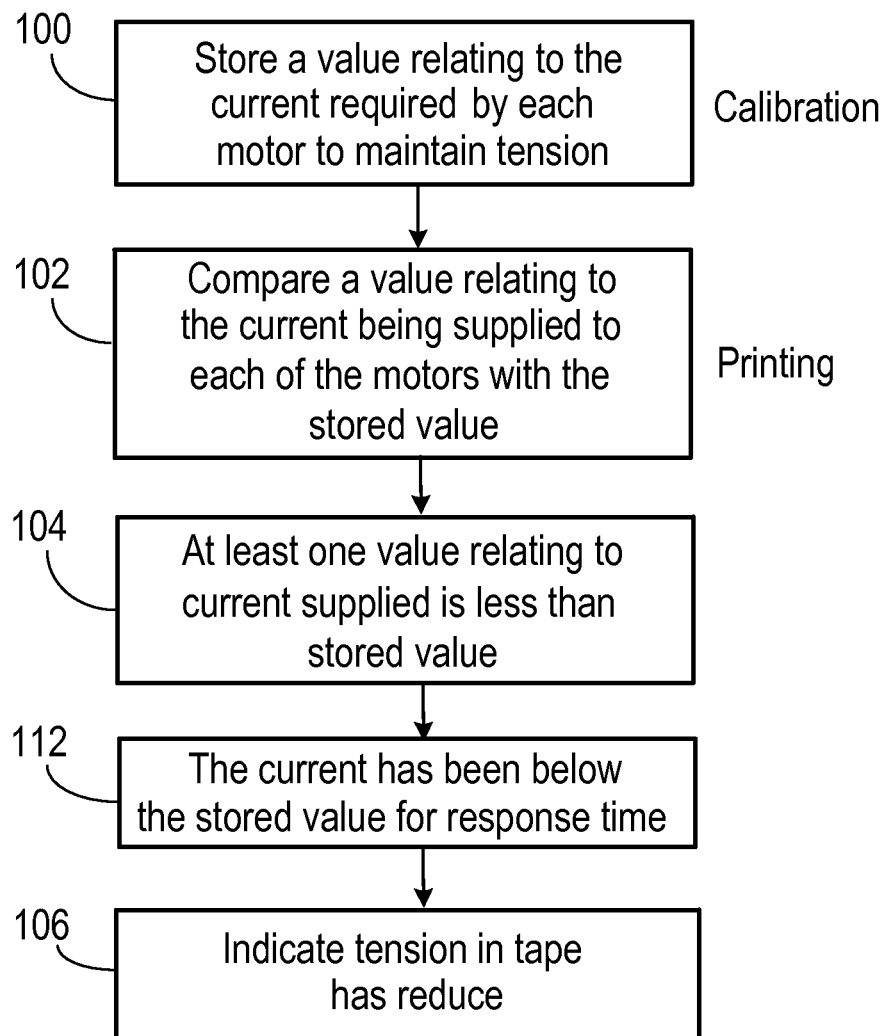 100
Store a value relating to the
current required by each
motor to maintain tension
Calibration
102
Compare a value relating to
the current being supplied to
each of the motors with the
stored value
Printing
104
At least one value relating to
current supplied is less than
stored value
112
The current has been below
the stored value for response time
106
Indicate tension in tape
has reduce